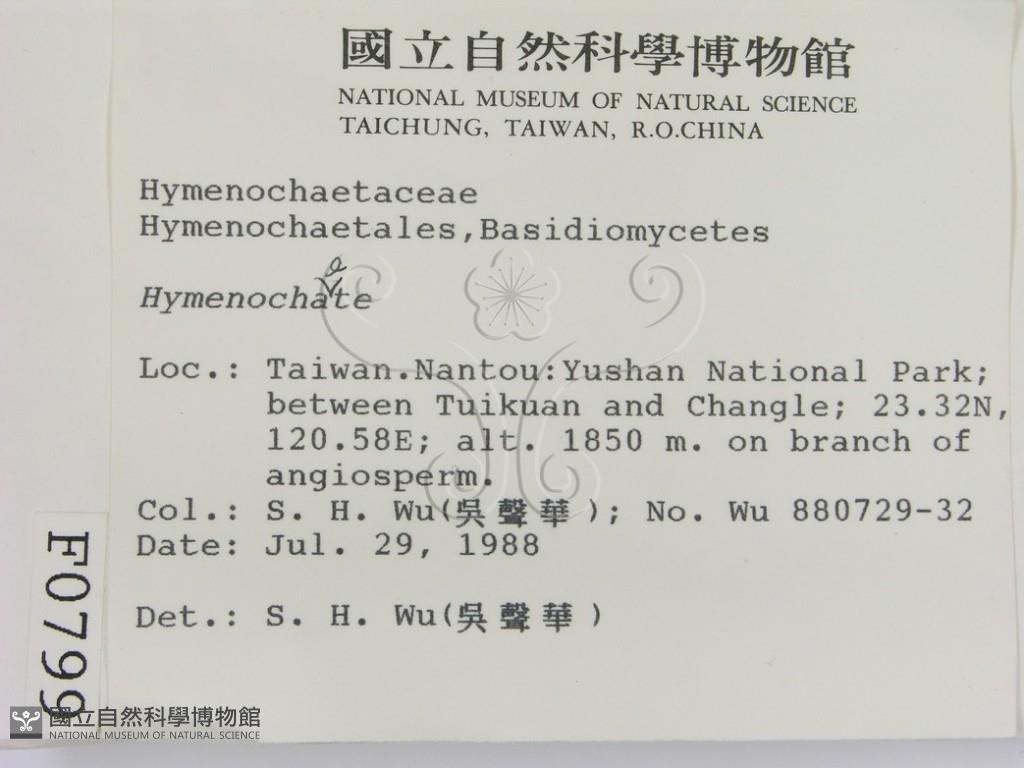 國立自然科學博物館
NATIONAL MUSEUM OF NATURAL SCIENCE
TAICHUNG, TAIWAN, R.O.CHINA
Hymenochaetaceae
Hymenochaetales,Basidiomycetes
e
Hymenochate
Loc.: Taiwan.Nantou:Yushan National Park;
between Tuikuan and Changle; 23.32N,
120.58E; alt. 1850 m. on branch of
angiosperm.
Col.: S. H. Wu(吳聲華); No. Wu 880729-32
Date: Jul. 29, 1988
Det.: S. H. Wu(吳聲華)
F0799
國立自然科學博物館
NATIONAL MUSEUM OF NATURAL SCIENCE